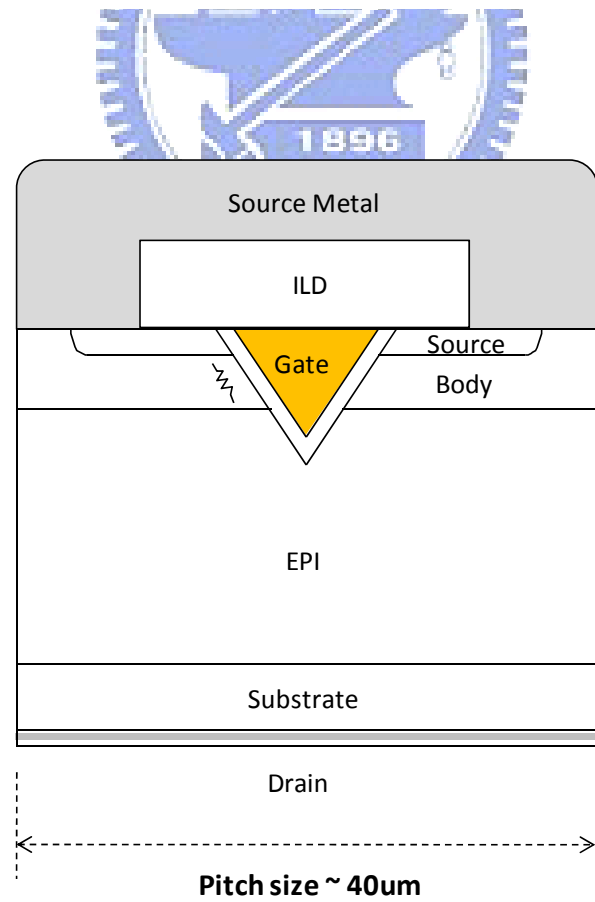 1896
Source Metal
ILD
Gate
Source
Body
EPI
Substrate
Drain
Pitch size ~ 40um